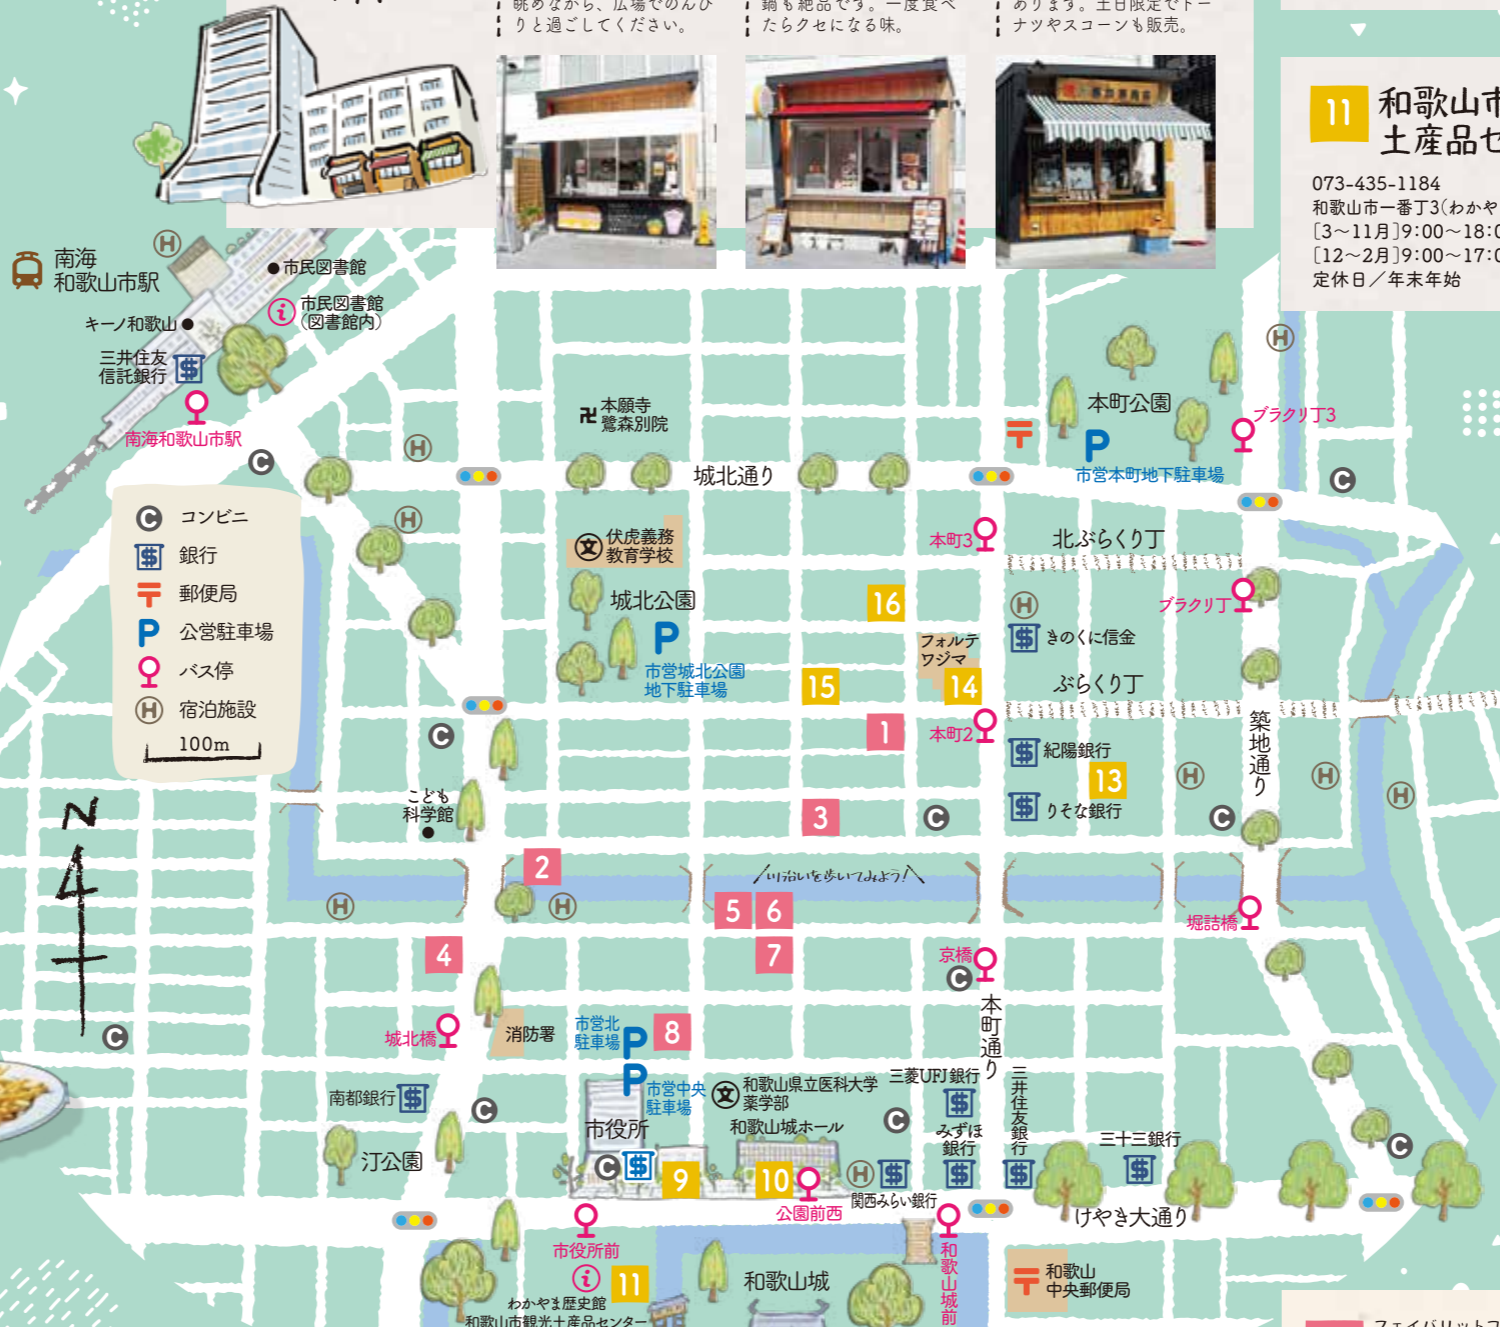 眺めながら、広場でのんび
りと過ごしてください。
鍋も絶品です。一度食べ
たらクセになる味。
あります。土日限定でドー
ナツやスコーンも販売。
11
和歌山市
土産品セ
073-435-1184
和歌山市一番丁3(わかや
[3〜11月]9:00〜18:0
[12〜2月]9:00〜17:0
定休日/年末年始
南海
和歌山市駅
H
市民図書館
i
市民図書館
(図書館内)
キーノ和歌山
三井住友
信託銀行
南海和歌山市駅
C
H
H
卍
本願寺
鷺森別院
城北通り
本町公園
P
市営本町地下駐車場
ブラクリ丁3
H
C
C コンビニ
銀行
郵便局
P 公営駐車場
バス停
H 宿泊施設
100m
N
文
伏虎義務
教育学校
城北公園
P
市営城北公園
地下駐車場
本町3
北ぶらくり丁
16
H
ブラクリ丁
きのくに信金
フォルテ
ワジマ
15
14
ぶらくり丁
1
本町2
築地通り
紀陽銀行
13
りそな銀行
H
H
H
C
C
こども
科学館
3
C
2
川沿いを歩いてみよう!
H
H
5
6
堀詰橋
4
7
京橋
C
本町通り
C
城北橋
消防署
市営北
駐車場
P
8
P
市営中央
駐車場
文
和歌山県立医科大学
薬学部
三菱UFJ銀行
三井住友銀行
南都銀行
C
市役所
和歌山城ホール
C
みずほ
銀行
三十三銀行
C
汀公園
C
9
10
H
公園前西
関西みらい銀行
けやき大通り
市役所前
i
11
わかやま歴史館
和歌山市観光土産品センター
和歌山城
和歌山城前
和歌山
中央郵便局